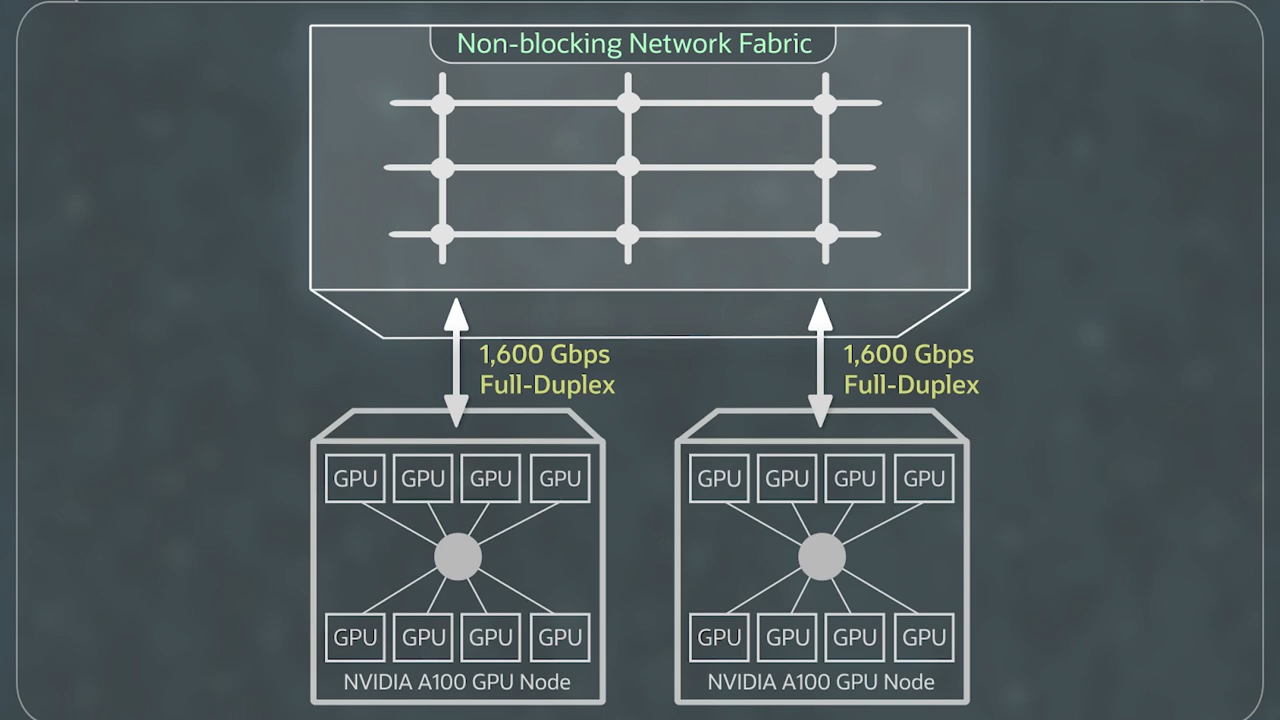 Non-blocking Network Fabric
1,600 Gbps
Full-Duplex
1,600 Gbps
Full-Duplex
GPU GPU GPU GPU
GPU GPU GPU GPU
NVIDIA A100 GPU Node
GPU GPU GPU GPU
GPU GPU GPU GPU
NVIDIA A100 GPU Node